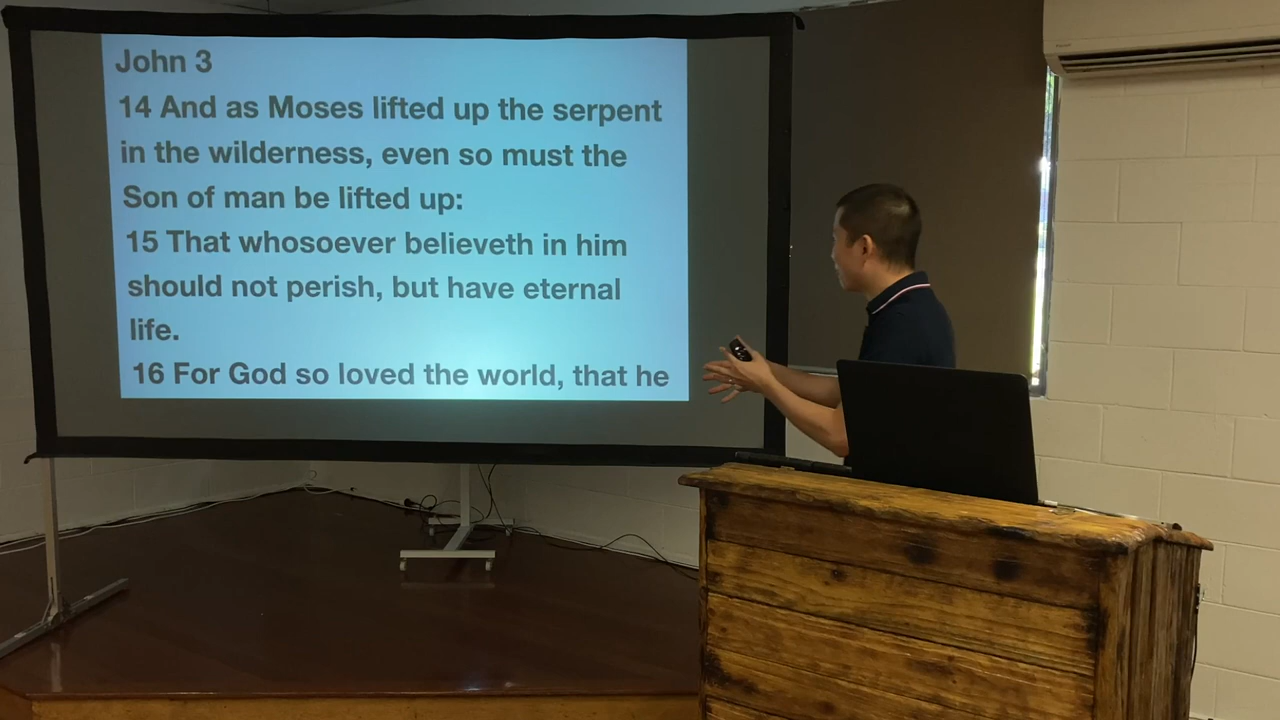 John 3
14 And as Moses lifted up the serpent
in the wilderness, even so must the
Son of man be lifted up:
15 That whosoever believeth in him
should not perish, but have eternal
life.
16 For God so loved the world, that he